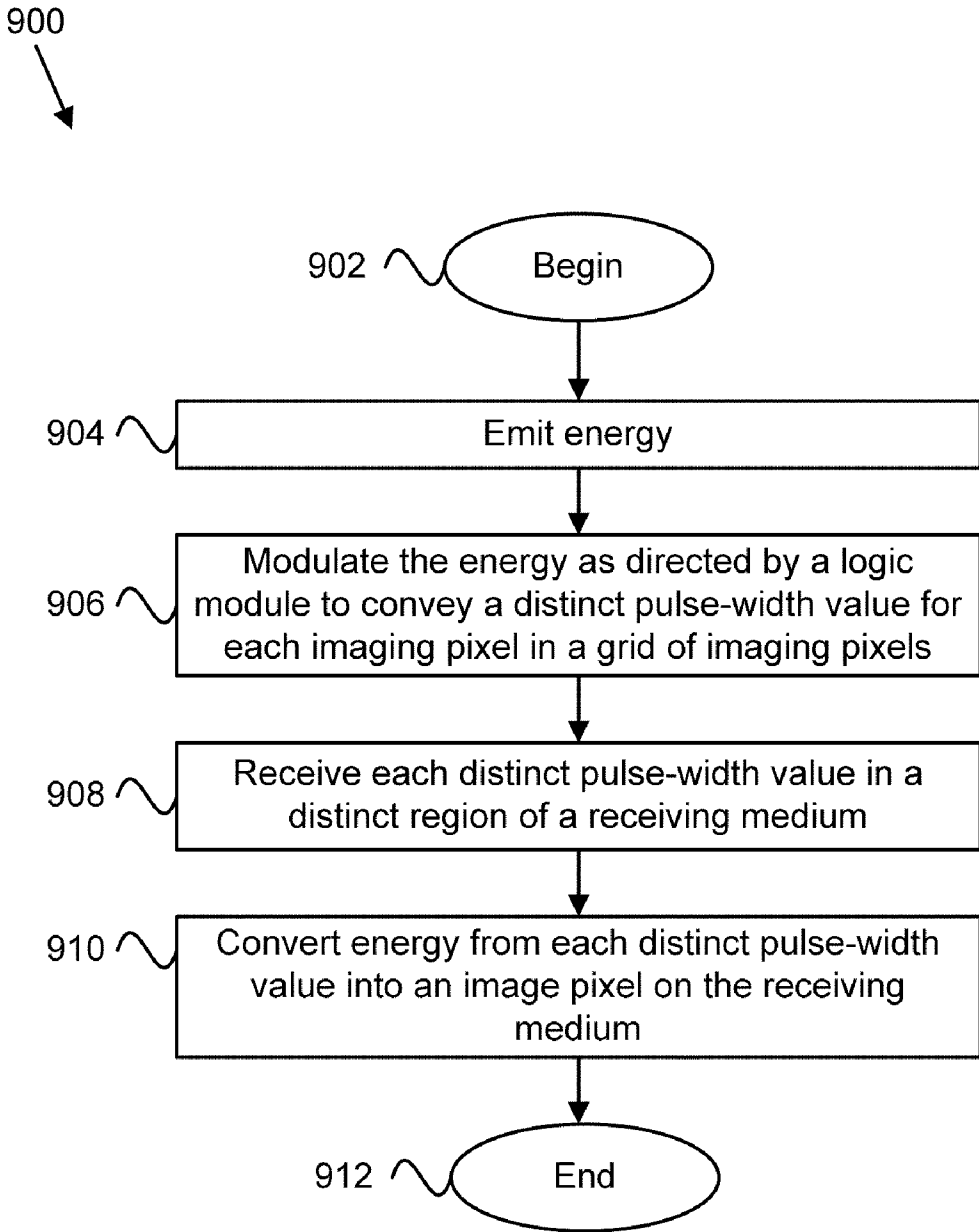 900
902
Begin
904
Emit energy
906
Modulate the energy as directed by a logic
module to convey a distinct pulse-width value for
each imaging pixel in a grid of imaging pixels
908
Receive each distinct pulse-width value in a
distinct region of a receiving medium
910
Convert energy from each distinct pulse-width
value into an image pixel on the receiving
medium
912
End